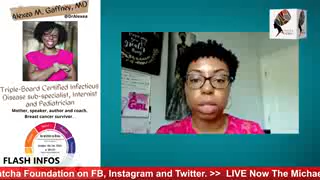 Alexea M. Gaffney, MD
@DrAlexea
Triple-Board Certified Infectious
Disease sub-specialist, Internist
and Pediatrician
Mother, speaker, author and coach.
Breast cancer survivor.
GIRL
FLASH INFOS
atcha Foundation on FB, Instagram and Twitter. >> LIVE Now The Michae